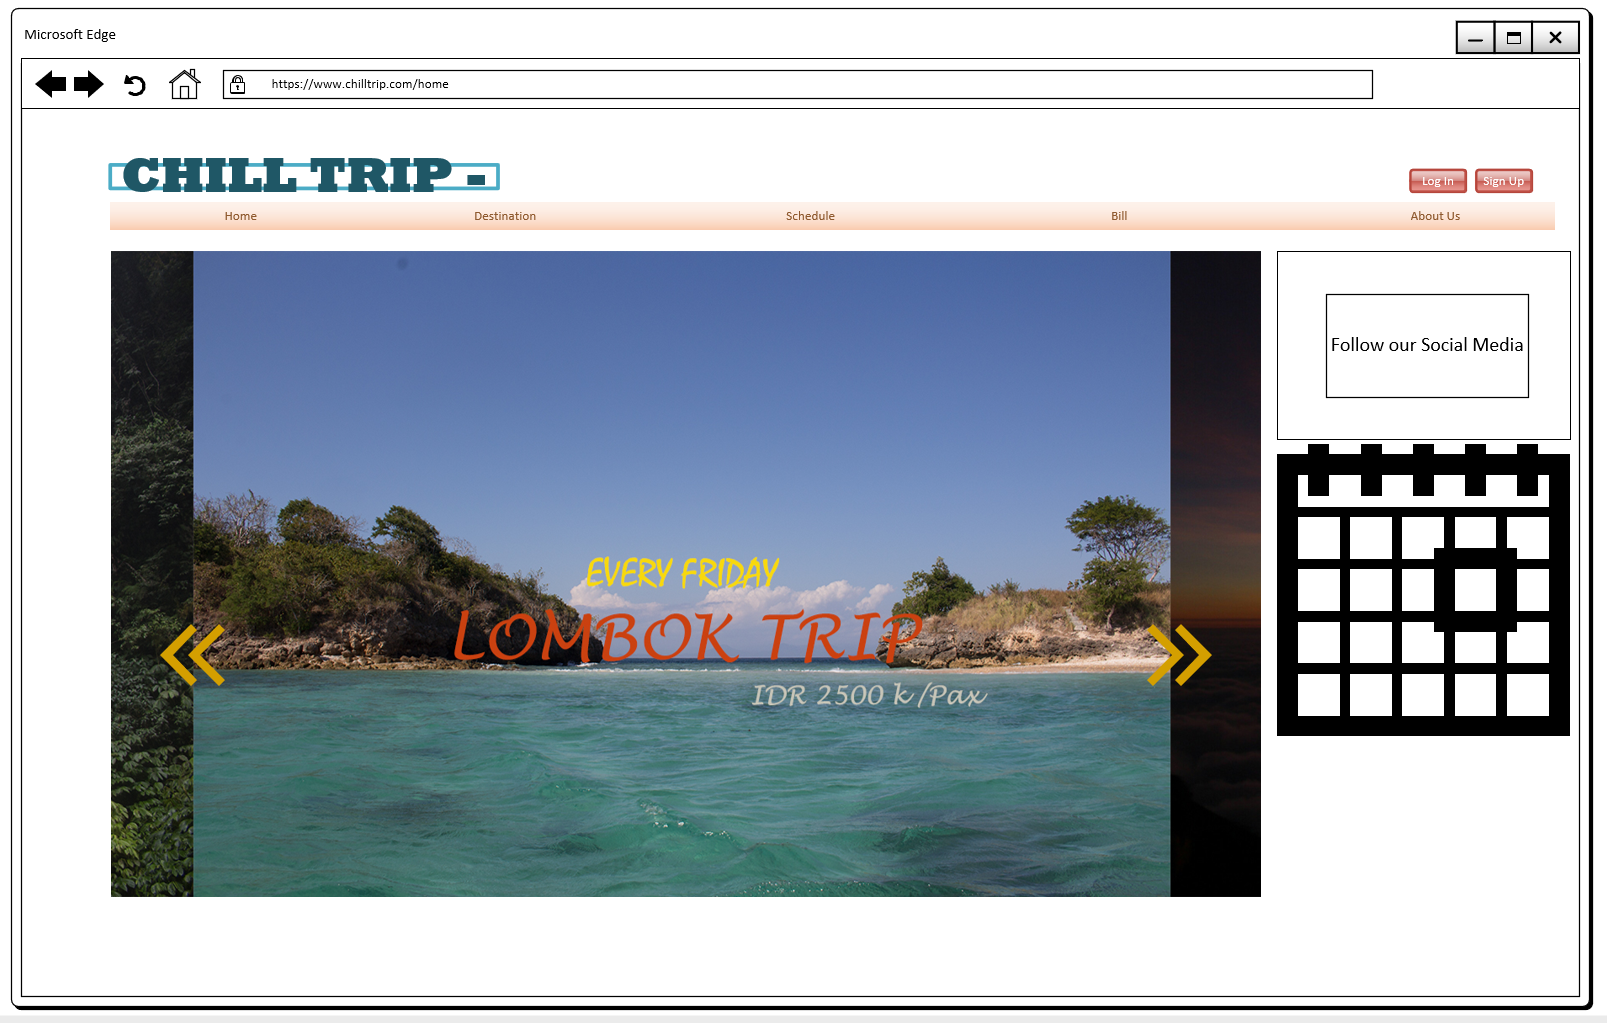 Microsoft Edge
https://www.chilltrip.com/home
CHILL TRIP -
Log In
Sign Up
Home
Destination
Schedule
Bill
About Us
Follow our Social Media
EVERY FRIDAY
LOMBOK TRIP
IDR 2500 k /Pax